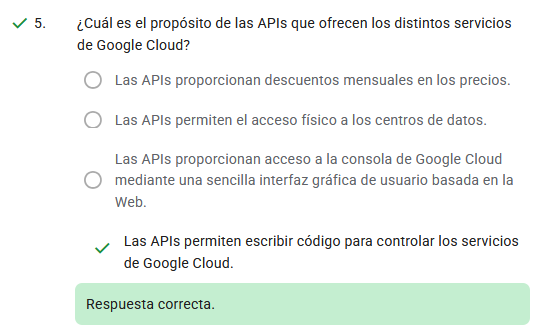 5. ¿Cuál es el propósito de las APIs que ofrecen los distintos servicios
de Google Cloud?
Las APIs proporcionan descuentos mensuales en los precios.
Las APIs permiten el acceso físico a los centros de datos.
Las APIs proporcionan acceso a la consola de Google Cloud
mediante una sencilla interfaz gráfica de usuario basada en la
Web.
Las APIs permiten escribir código para controlar los servicios
de Google Cloud.
Respuesta correcta.